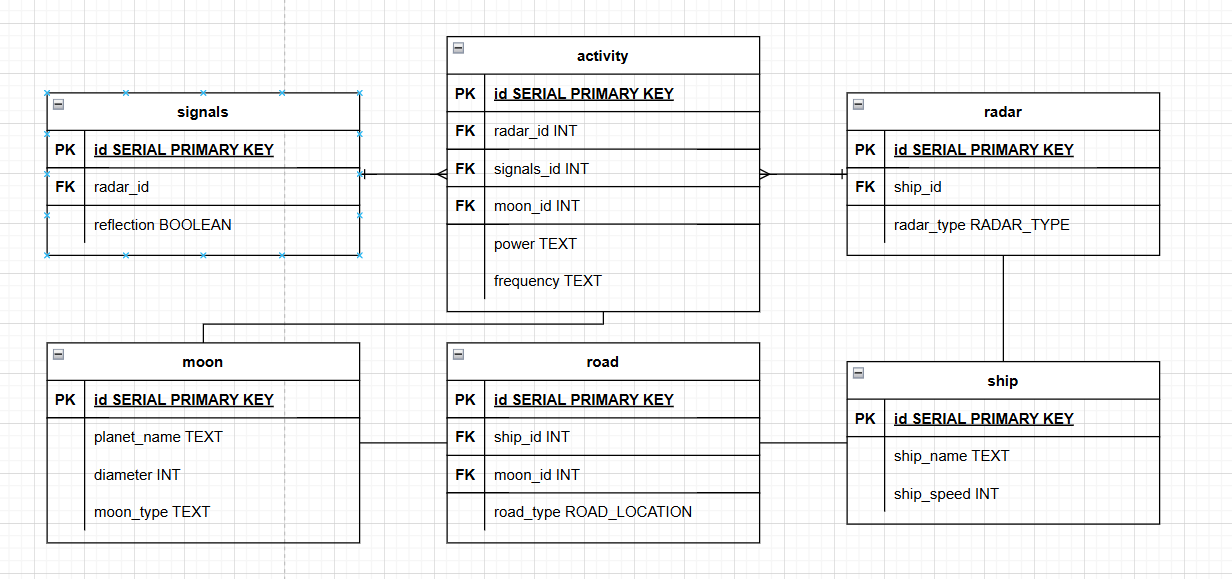 activity
PK id SERIAL PRIMARY KEY
FK radar_id INT
FK signals_id INT
FK moon_id INT
power TEXT
frequency TEXT
signals
PK id SERIAL PRIMARY KEY
FK radar_id
reflection BOOLEAN
radar
PK id SERIAL PRIMARY KEY
FK ship_id
radar_type RADAR_TYPE
moon
PK id SERIAL PRIMARY KEY
planet_name TEXT
diameter INT
moon_type TEXT
road
PK id SERIAL PRIMARY KEY
FK ship_id INT
FK moon_id INT
road_type ROAD_LOCATION
ship
PK id SERIAL PRIMARY KEY
ship_name TEXT
ship_speed INT